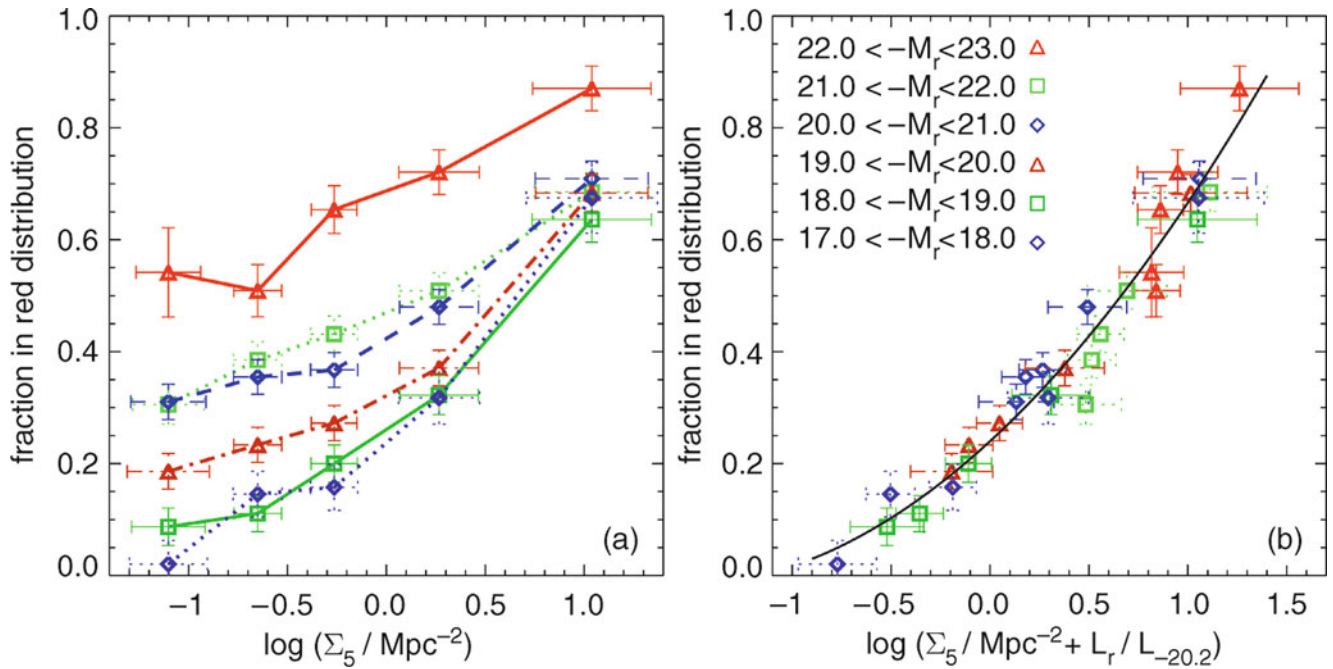 fraction in red distribution
1.0
0.8
0.6
0.4
0.2
0.0
−1 −0.5 0.0 0.5 1.0
log (Σ₅ / Mpc⁻²)
(a)
fraction in red distribution
1.0
0.8
0.6
0.4
0.2
0.0
22.0 <−Mᵣ<23.0
21.0 <−Mᵣ<22.0
20.0 <−Mᵣ<21.0
19.0 <−Mᵣ<20.0
18.0 <−Mᵣ<19.0
17.0 <−Mᵣ<18.0
(b)
−1 −0.5 0.0 0.5 1.0 1.5
log (Σ₅ / Mpc⁻² + Lᵣ / L₋₂₀.₂)